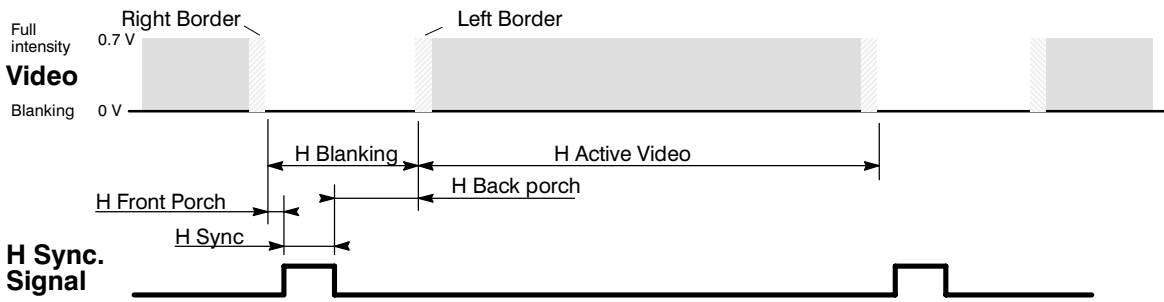 Right Border
Left Border
Full
intensity
0.7 V
Video
Blanking
0 V
H Blanking
H Active Video
H Back porch
H Front Porch
H Sync
H Sync.
Signal